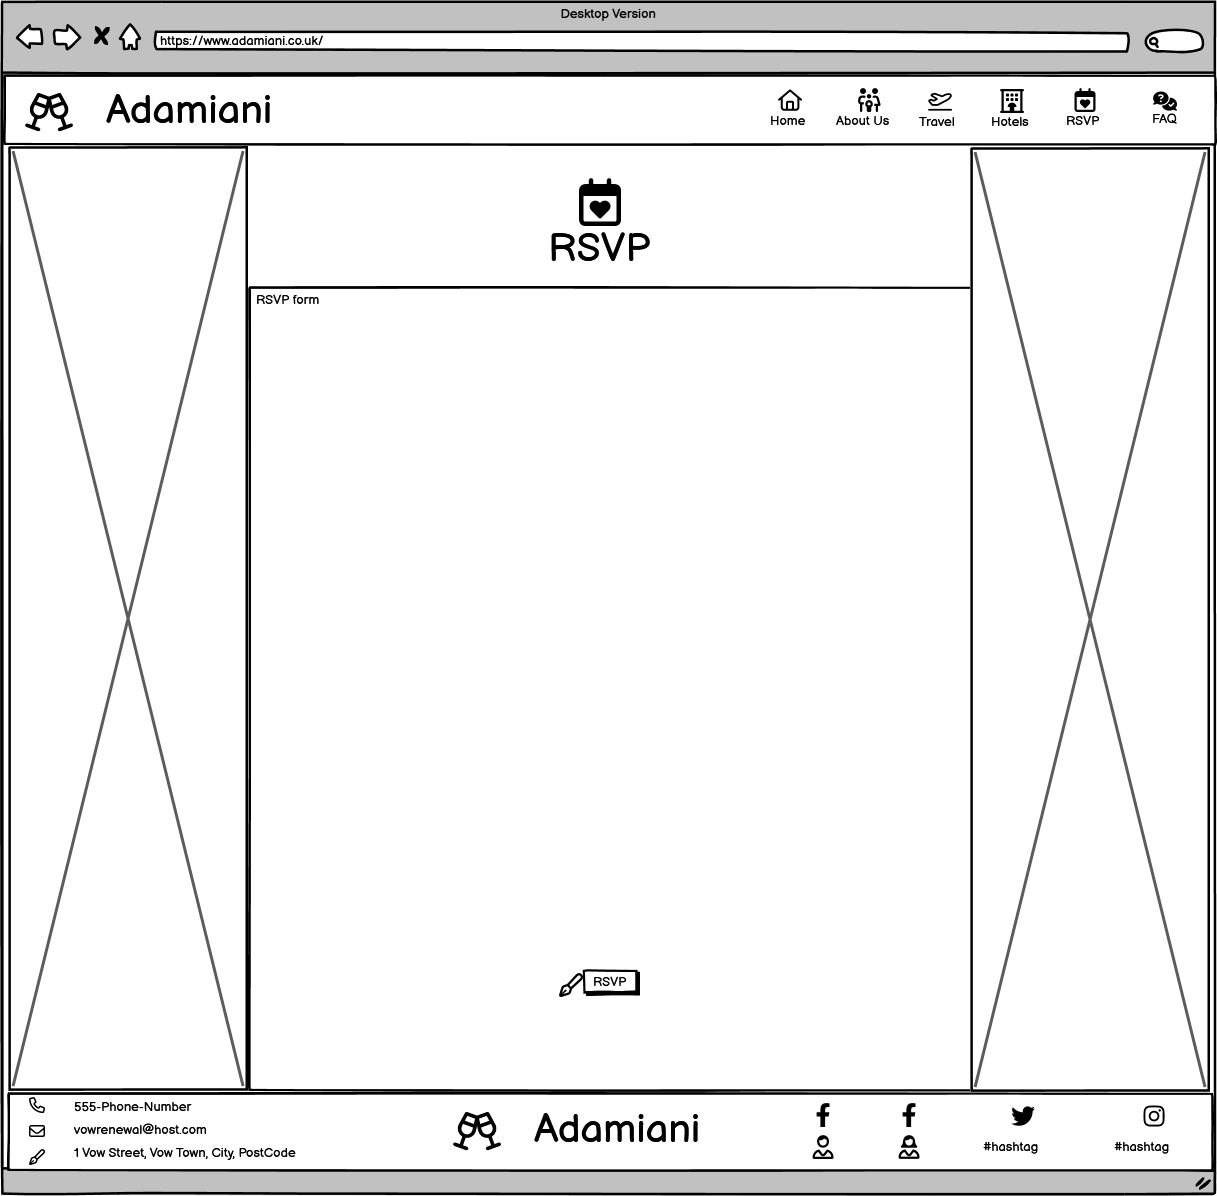 Desktop Version
https://www.adamiani.co.uk/
Adamiani
Home
About Us
Travel
Hotels
RSVP
FAQ
RSVP
RSVP form
RSVP
555-Phone-Number
vowrenewal@host.com
1 Vow Street, Vow Town, City, PostCode
Adamiani
#hashtag
#hashtag